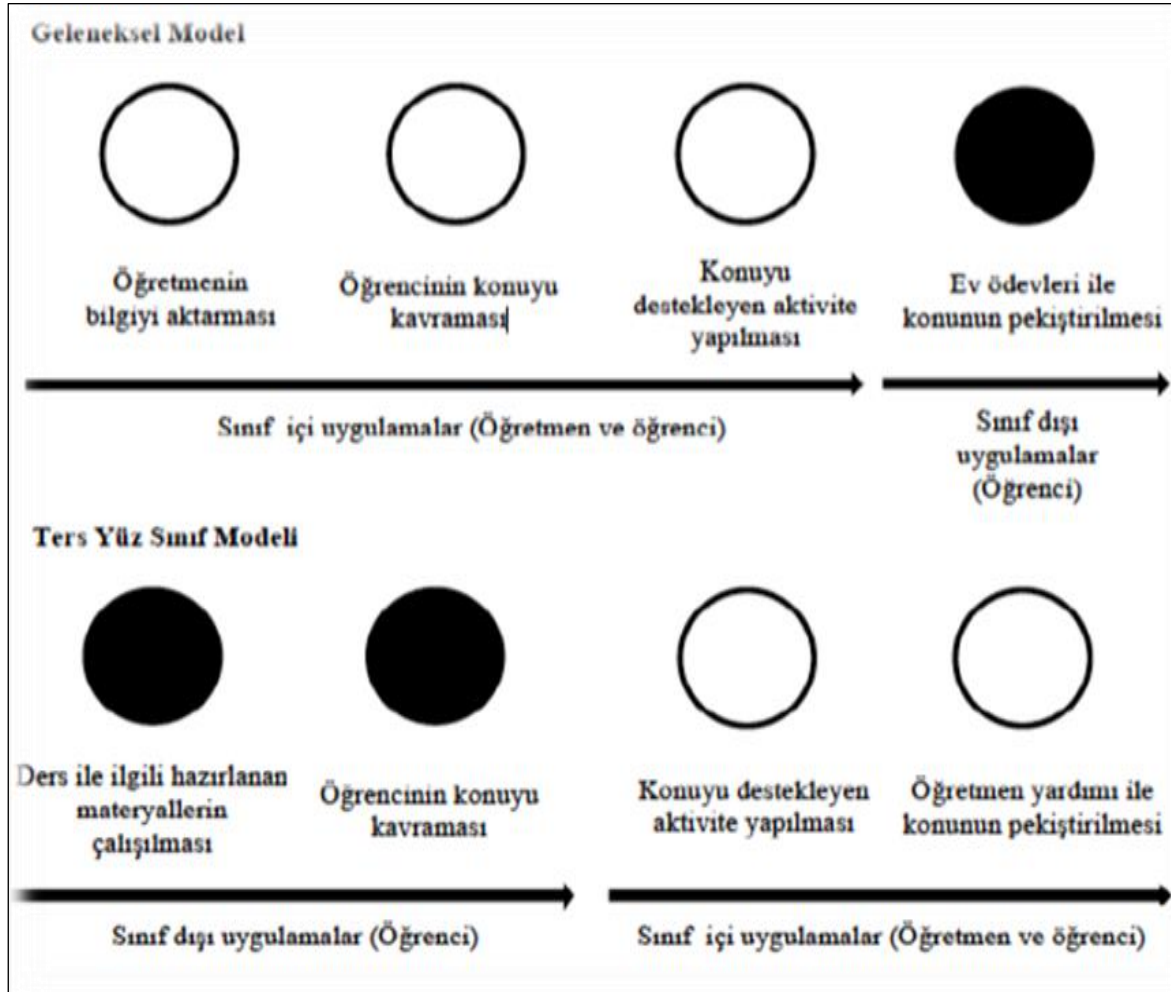 Geleneksel Model
Öğretmenin
bilgiyi aktarması
Öğrencinin konuyu
kavraması
Konuyu
destekleyen aktivite
yapılması
Ev ödevleri ile
konunun pekiştirilmesi
Sınıf içi uygulamalar (Öğretmen ve öğrenci)
Sınıf dışı
uygulamalar
(Öğrenci)
Ters Yüz Sınıf Modeli
Ders ile ilgili hazırlanan
materyallerin
çalışılması
Öğrencinin konuyu
kavraması
Konuyu destekleyen
aktivite yapılması
Öğretmen yardımı ile
konunun pekiştirilmesi
Sınıf dışı uygulamalar (Öğrenci)
Sınıf içi uygulamalar (Öğretmen ve öğrenci)